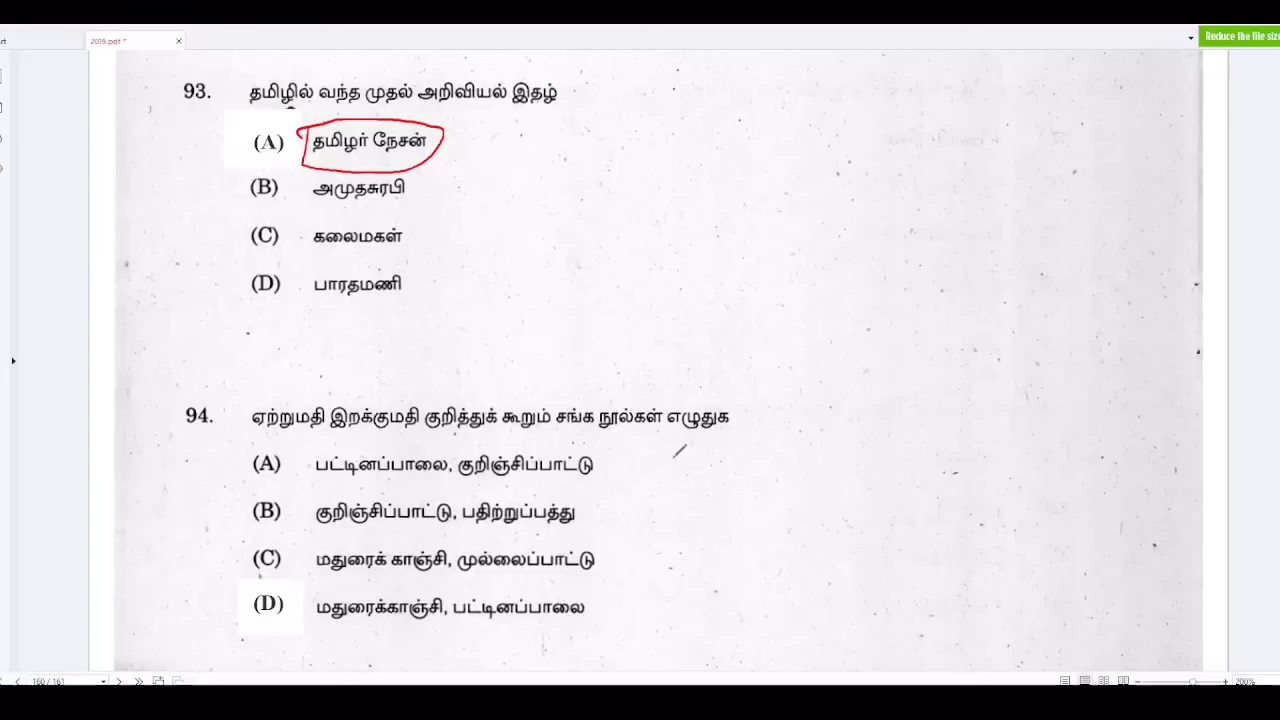 rt
2019.pdf *
Reduce the file size
93. தமிழில் வந்த முதல் அறிவியல் இதழ்
(A) தமிழர் நேசன்
(B) அமுதசுரபி
(C) கலைமகள்
(D) பாரதமணி
94. ஏற்றுமதி இறக்குமதி குறித்துக் கூறும் சங்க நூல்கள் எழுதுக
(A) பட்டினப்பாலை, குறிஞ்சிப்பாட்டு
(B) குறிஞ்சிப்பாட்டு, பதிற்றுப்பத்து
(C) மதுரைக் காஞ்சி, முல்லைப்பாட்டு
(D) மதுரைக்காஞ்சி, பட்டினப்பாலை
160 / 161
200%